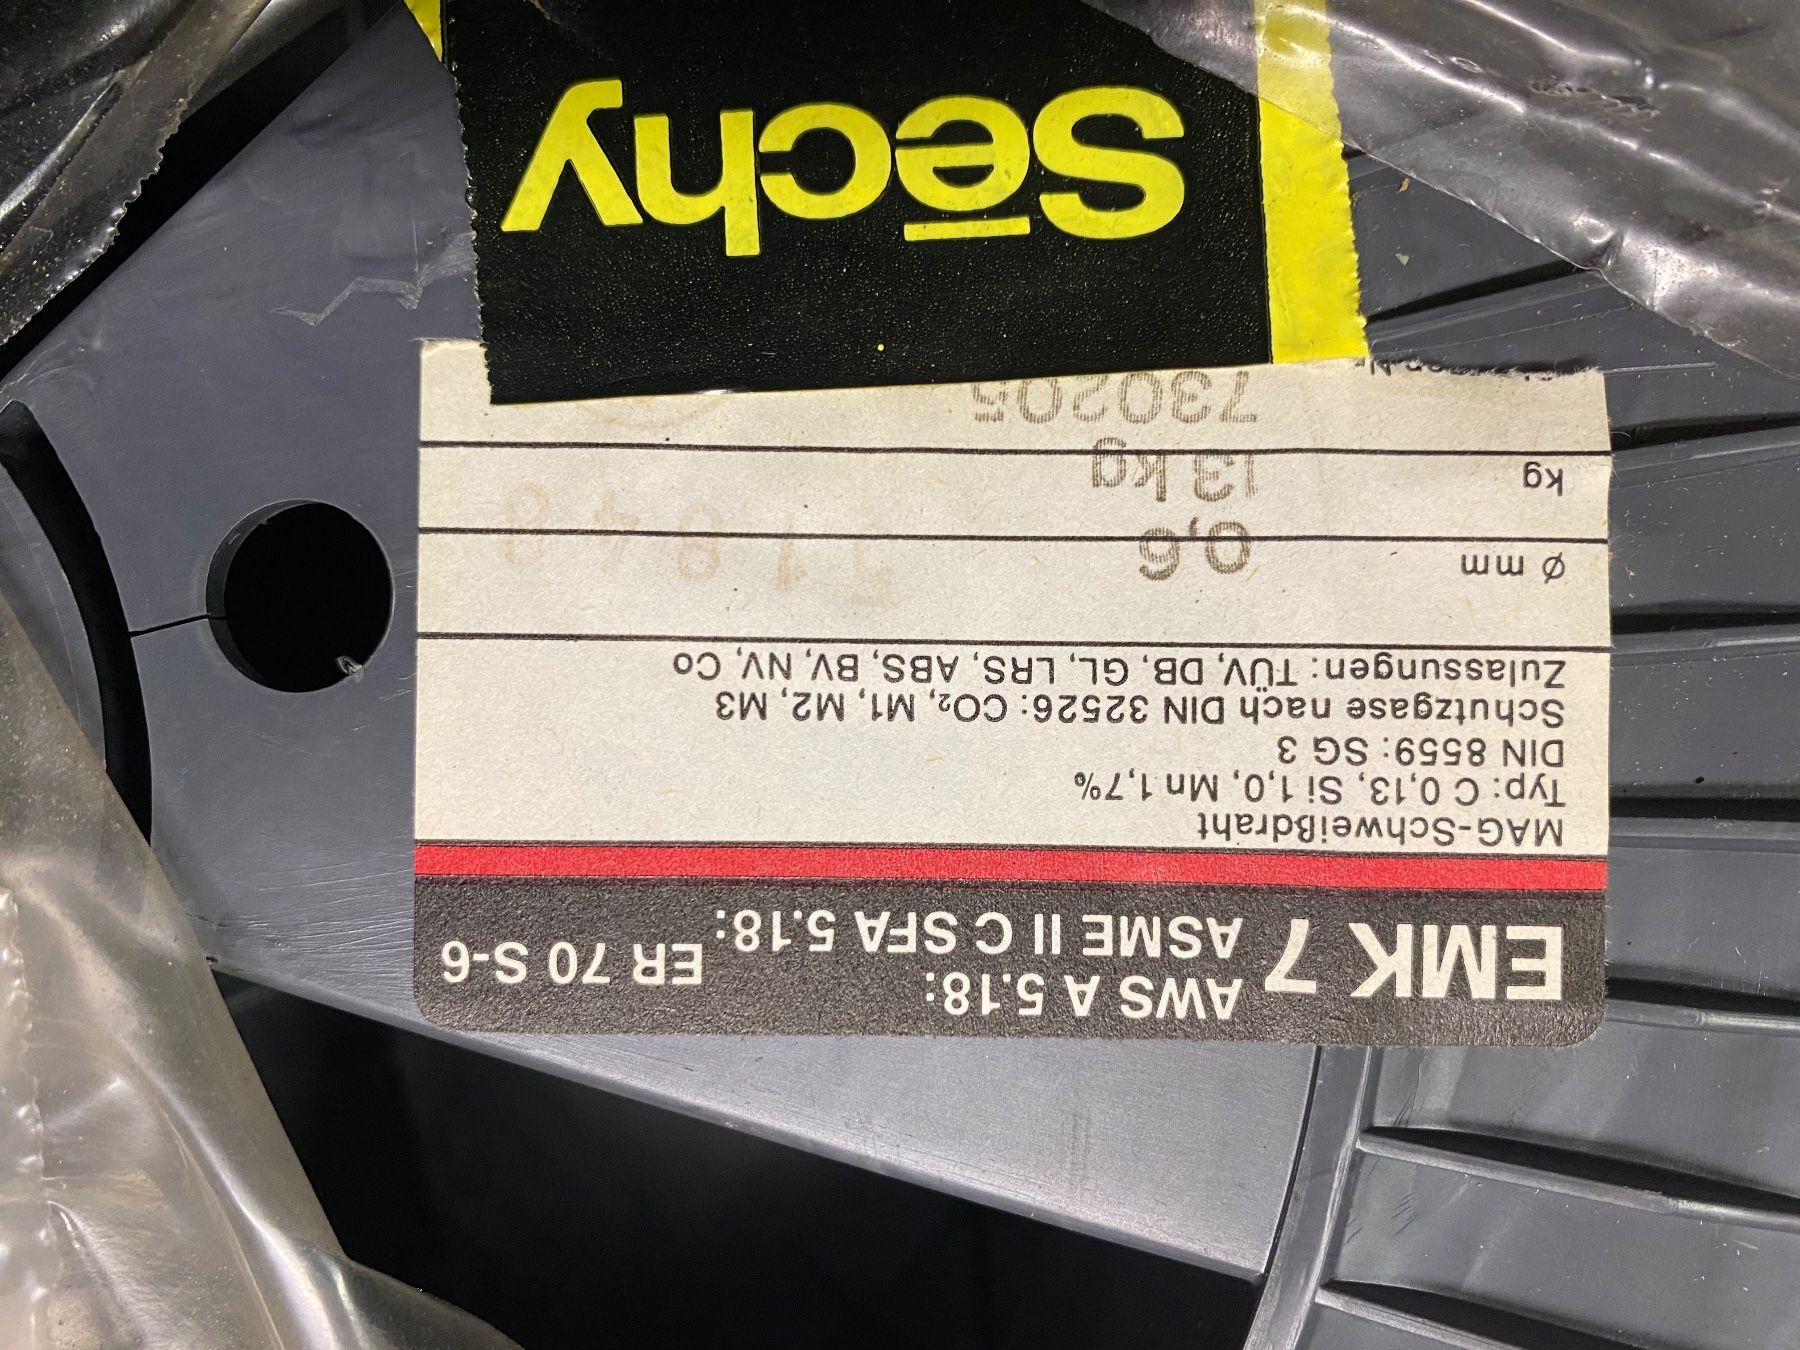 EMK 7 AWS A 5.18: ER 70 S-6
ASME II C SFA 5.18:
MAG-Schweißdraht
Typ: C 0,13, Si 1,0, Mn 1,7%
DIN 8559: SG 3
Schutzgase nach DIN 32526: CO₂, M1, M2, M3
Zulassungen: TÜV, DB, GL, LRS, ABS, BV, NV, Co
ø mm 0,6
kg 13 kg
730205
Sēchy